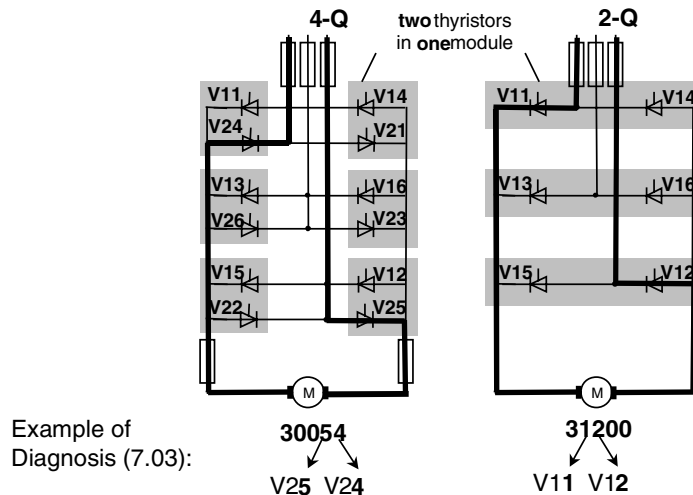 4-Q
two thyristors
in one module
2-Q
V11
V14
V24
V21
V13
V16
V26
V23
V15
V12
V22
V25
M
V11
V14
V13
V16
V15
V12
M
Example of
Diagnosis (7.03):
30054
V25 V24
31200
V11 V12